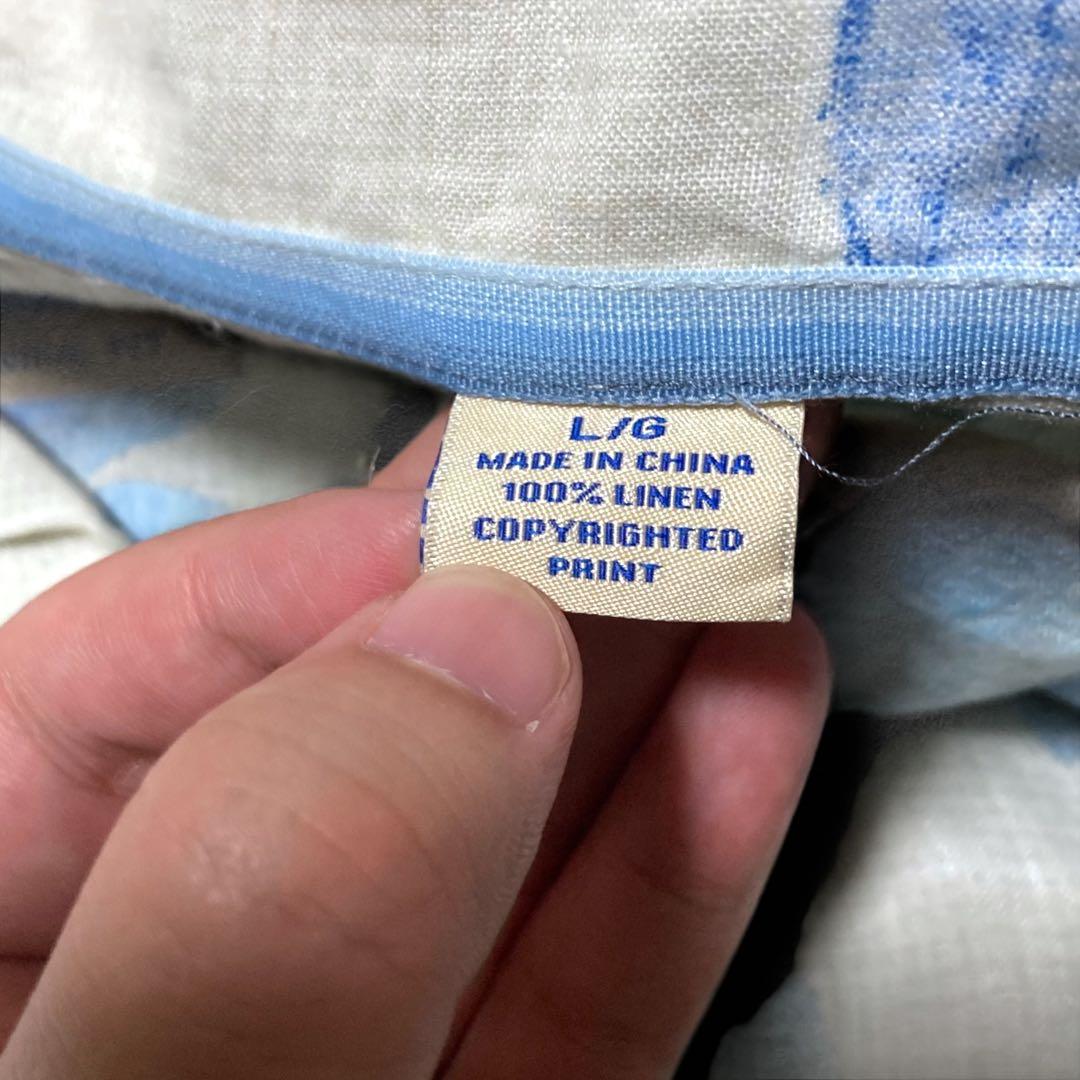 L/G
MADE IN CHINA
100% LINEN
COPYRIGHTED
PRINT